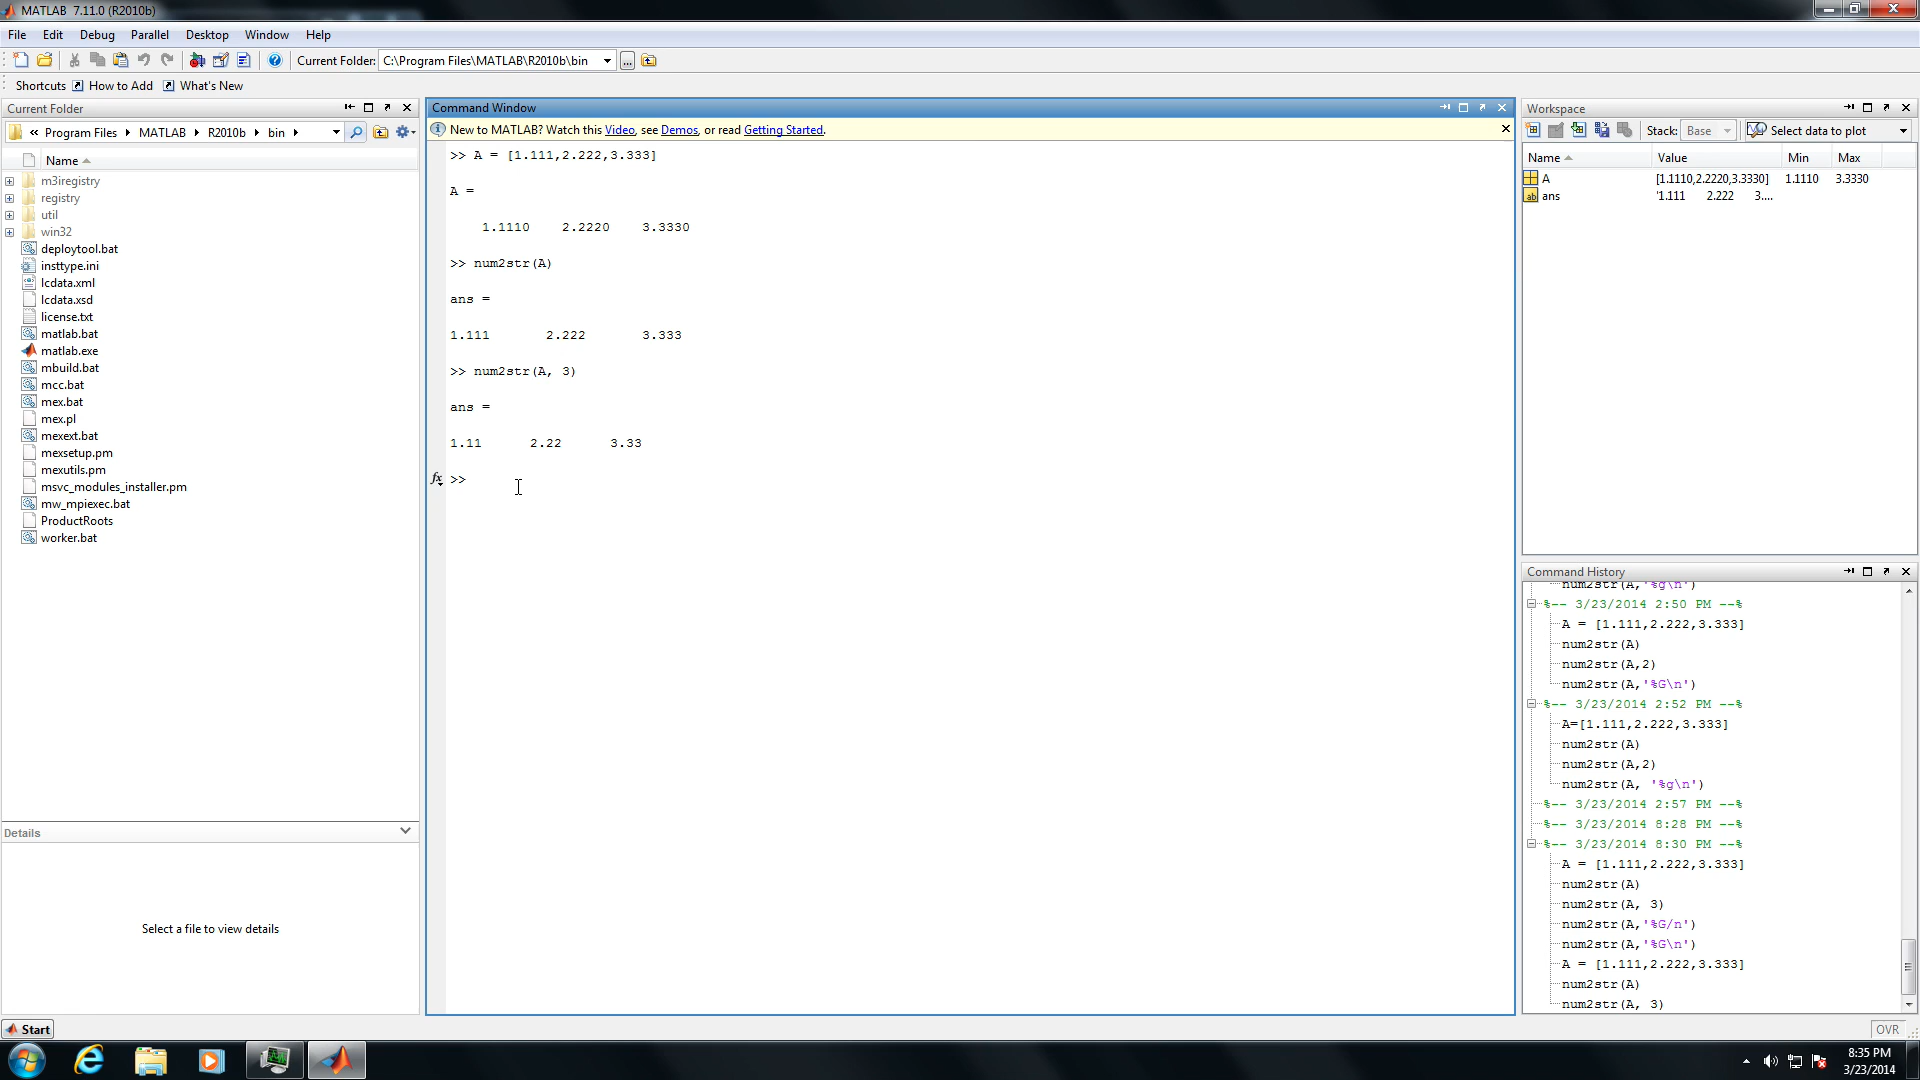 MATLAB 7.11.0 (R2010b)
File Edit Debug Parallel Desktop Window Help
Current Folder: C:\Program Files\MATLAB\R2010b\bin ...
Shortcuts How to Add What's New
Current Folder
« Program Files MATLAB R2010b bin
Name
m3iregistry
registry
util
win32
deploytool.bat
insttype.ini
lcdata.xml
lcdata.xsd
license.txt
matlab.bat
matlab.exe
mbuild.bat
mcc.bat
mex.bat
mex.pl
mexext.bat
mexsetup.pm
mexutils.pm
msvc_modules_installer.pm
mw_mpiexec.bat
ProductRoots
worker.bat
Details
Select a file to view details
Command Window
New to MATLAB? Watch this Video, see Demos, or read Getting Started.
>> A = [1.111,2.222,3.333]
A =
1.1110 2.2220 3.3330
>> num2str(A)
ans =
1.111 2.222 3.333
>> num2str(A, 3)
ans =
1.11 2.22 3.33
fx >>
Workspace
Stack: Base Select data to plot
Name Value Min Max
A [1.1110,2.2220,3.3330] 1.1110 3.3330
ab ans '1.111 2.222 3....
Command History
num2str(A,'%g\n')
%-- 3/23/2014 2:50 PM --%
A = [1.111,2.222,3.333]
num2str(A)
num2str(A,2)
num2str(A,'%G\n')
%-- 3/23/2014 2:52 PM --%
A=[1.111,2.222,3.333]
num2str(A)
num2str(A,2)
num2str(A, '%g\n')
%-- 3/23/2014 2:57 PM --%
%-- 3/23/2014 8:28 PM --%
%-- 3/23/2014 8:30 PM --%
A = [1.111,2.222,3.333]
num2str(A)
num2str(A, 3)
num2str(A,'%G/n')
num2str(A,'%G\n')
A = [1.111,2.222,3.333]
num2str(A)
num2str(A, 3)
Start
OVR
8:35 PM
3/23/2014